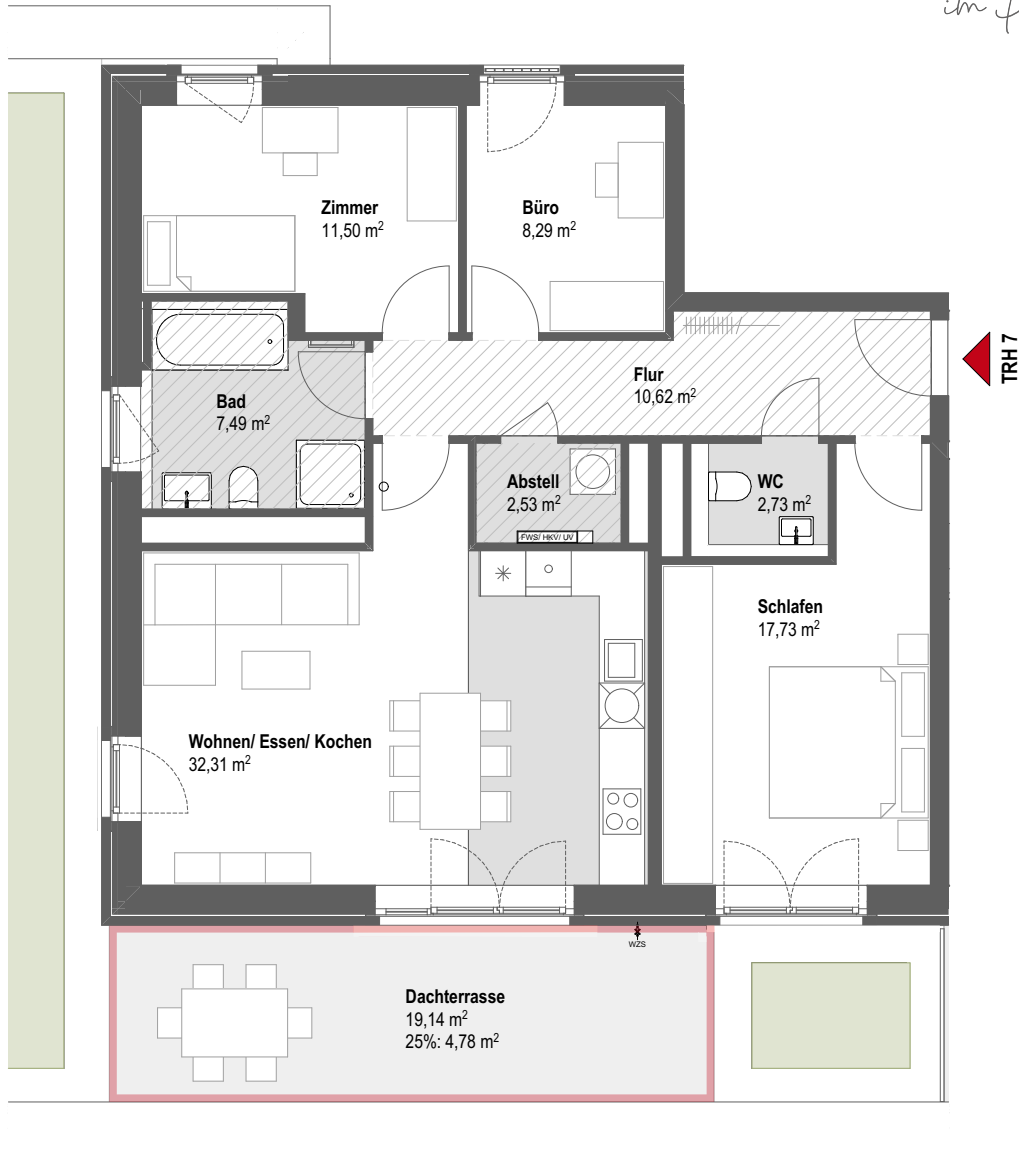 im
Zimmer
11,50 m²
Büro
8,29 m²
Flur
10,62 m²
TRH 7
Bad
7,49 m²
Abstell
2,53 m²
FWS/ HKV/ UV
WC
2,73 m²
Schlafen
17,73 m²
Wohnen/ Essen/ Kochen
32,31 m²
WZS
Dachterrasse
19,14 m²
25%: 4,78 m²